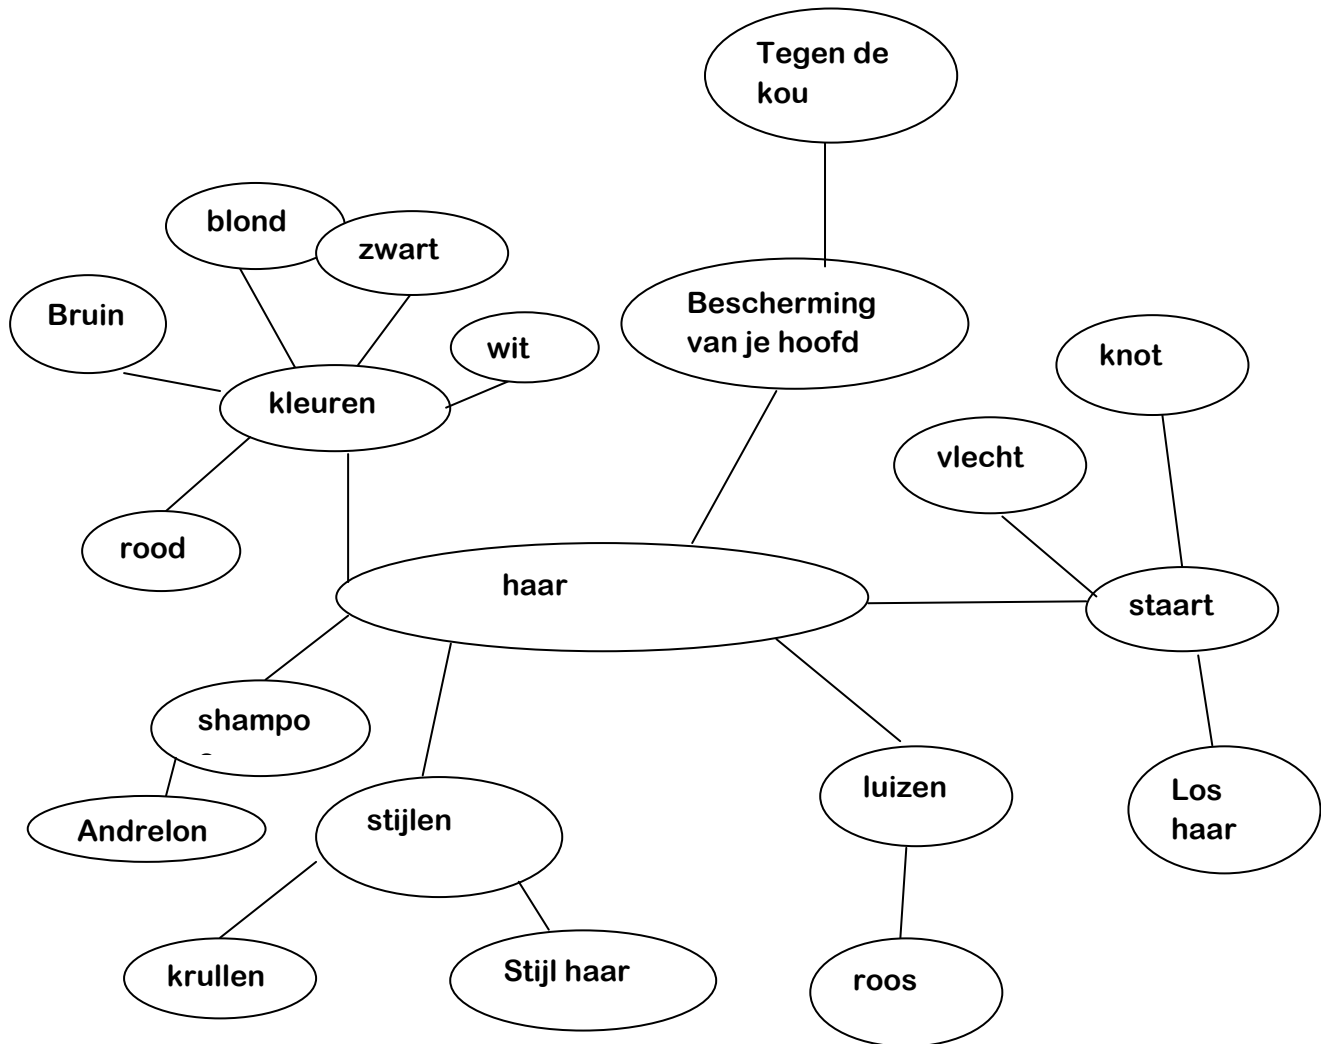 Tegen de
kou
blond
zwart
Bruin
wit
kleuren
rood
Bescherming
van je hoofd
knot
vlecht
haar
staart
shampo
Andrelon
stijlen
luizen
Los
haar
krullen
Stijl haar
roos